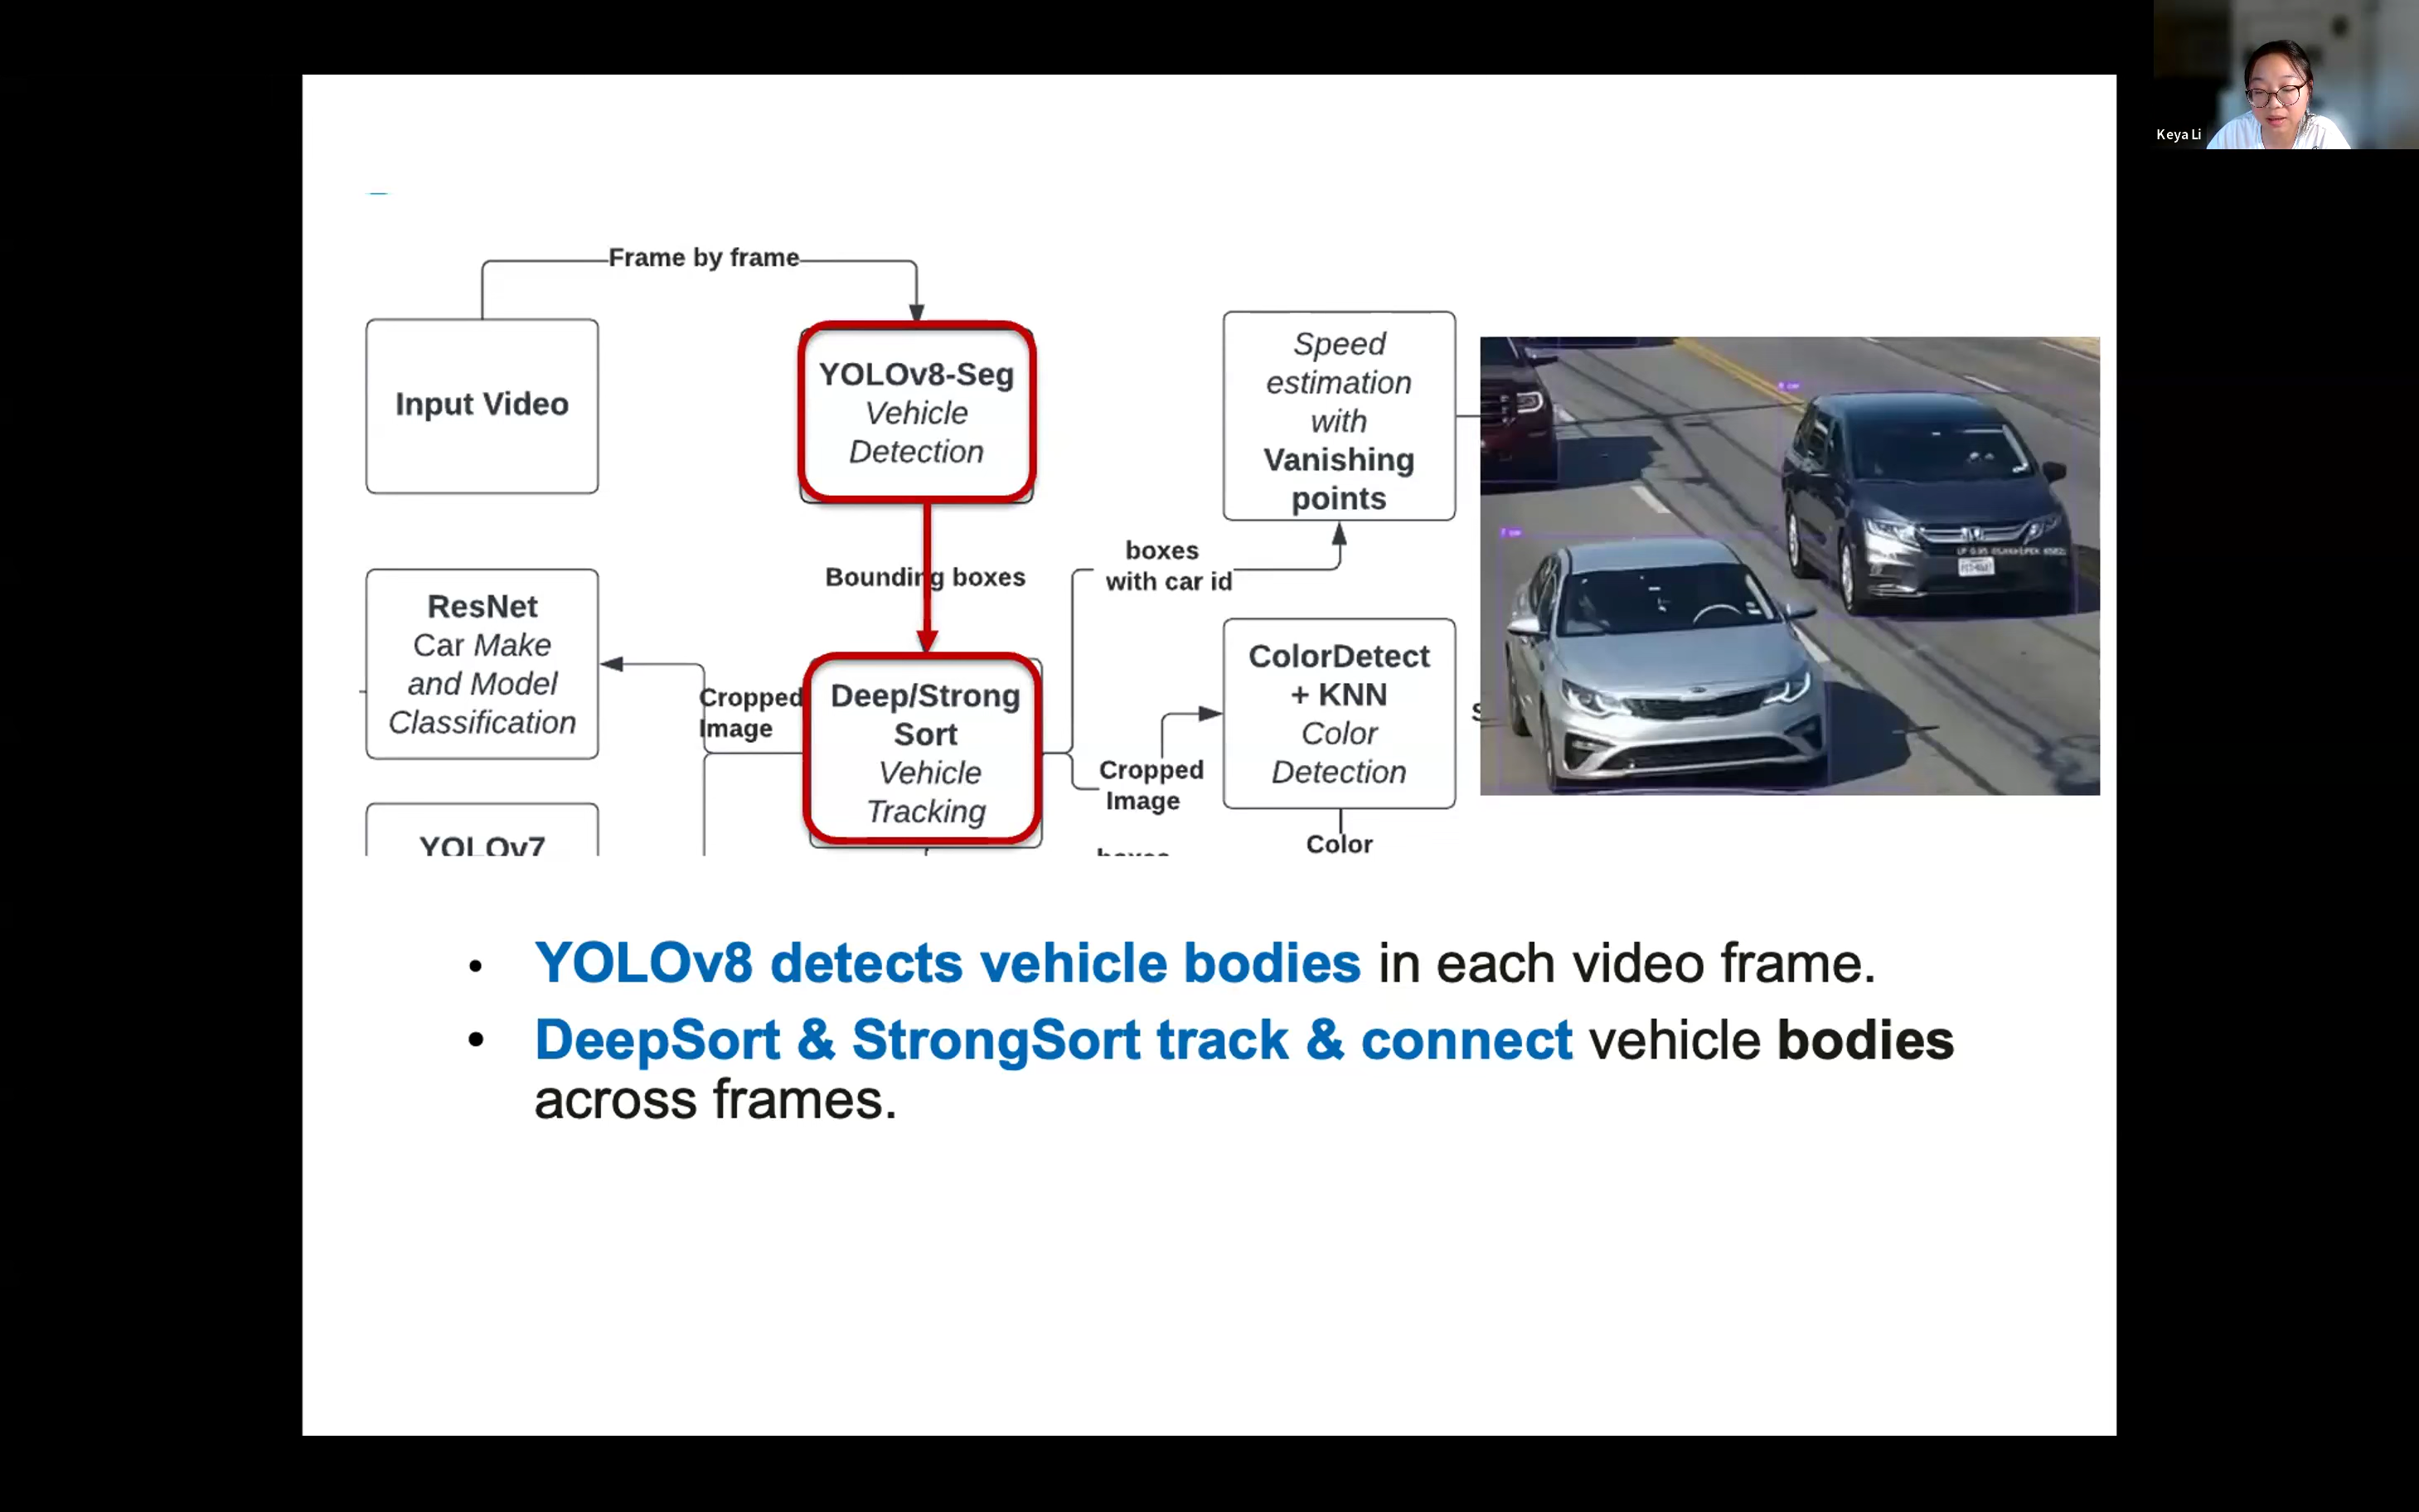 Keya Li
Frame by frame
Input Video
YOLOv8-Seg
Vehicle
Detection
Speed
estimation
with
Vanishing
points
Bounding boxes
boxes
with car id
ResNet
Car Make
and Model
Classification
Cropped
Image
Deep/Strong
Sort
Vehicle
Tracking
Cropped
Image
ColorDetect
+ KNN
Color
Detection
Color
YOLOv7
boxes
• YOLOv8 detects vehicle bodies in each video frame.
• DeepSort & StrongSort track & connect vehicle bodies
across frames.